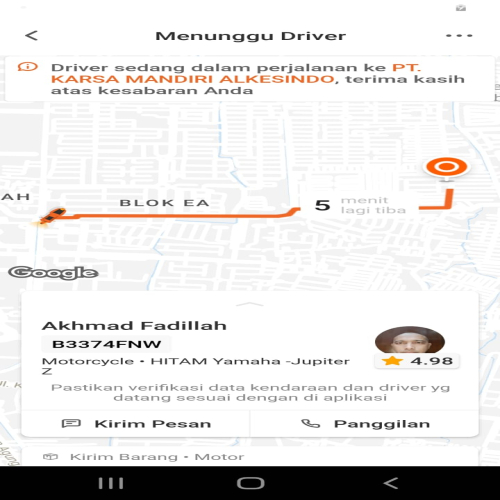 Menunggu Driver
Driver sedang dalam perjalanan ke PT.
KARSA MANDIRI ALKESINDO, terima kasih
atas kesabaran Anda
AH
BLOK EA
5 menit
lagi tiba
Google
Akhmad Fadillah
B3374FNW
4.98
Motorcycle • HITAM Yamaha -Jupiter
Z
Pastikan verifikasi data kendaraan dan driver yg
datang sesuai dengan di aplikasi
Kirim Pesan
Panggilan
Kirim Barang • Motor